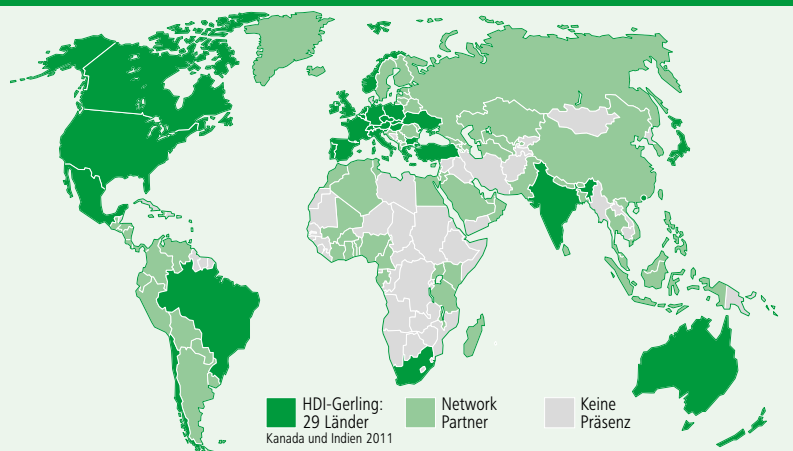 HDI-Gerling:
29 Länder
Kanada und Indien 2011
Network
Partner
Keine
Präsenz